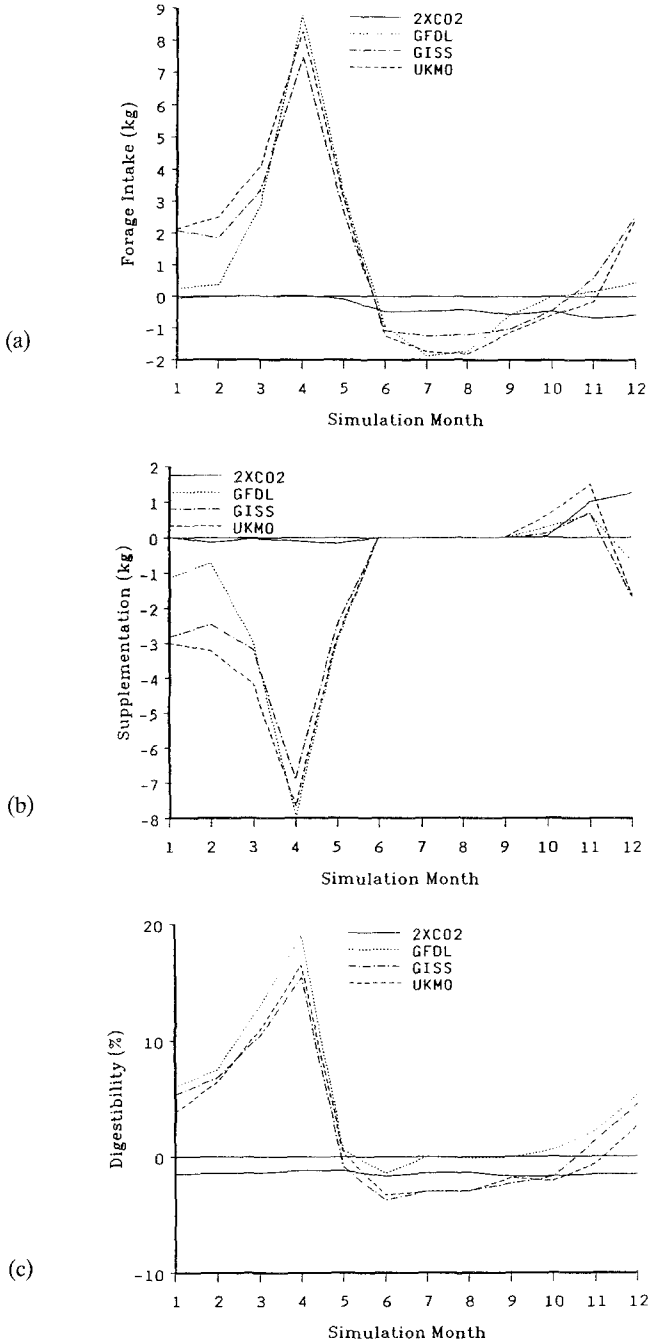 9
8
7
6
5
4
3
2
1
0
-1
-2
Forage Intake (kg)
2XCO2
GFDL
GISS
UKMO
(a)
1 2 3 4 5 6 7 8 9 10 11 12
Simulation Month
2
1
0
-1
-2
-3
-4
-5
-6
-7
-8
Supplementation (kg)
2XCO2
GFDL
GISS
UKMO
(b)
1 2 3 4 5 6 7 8 9 10 11 12
Simulation Month
20
10
0
-10
Digestibility (%)
2XCO2
GFDL
GISS
UKMO
(c)
1 2 3 4 5 6 7 8 9 10 11 12
Simulation Month